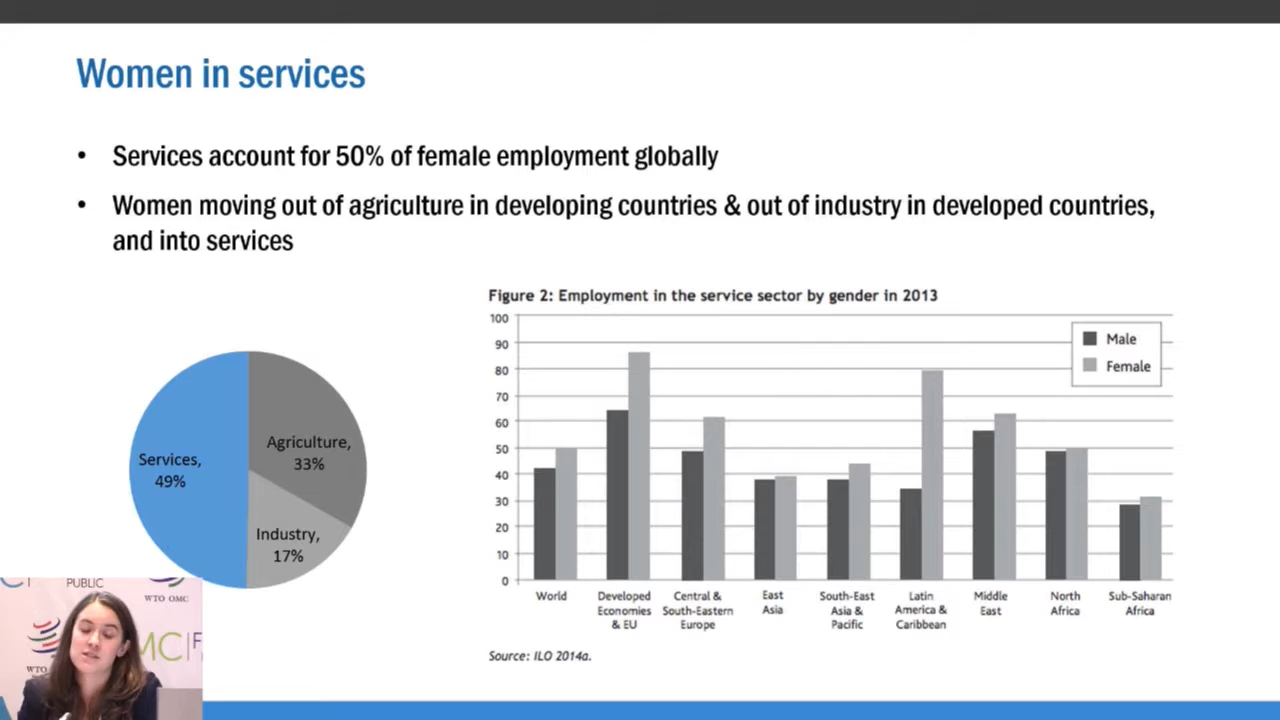 Women in services
• Services account for 50% of female employment globally
• Women moving out of agriculture in developing countries & out of industry in developed countries,
and into services
Figure 2: Employment in the service sector by gender in 2013
100
90
80
70
60
50
40
30
20
10
0
Male
Female
World
Developed
Economies
& EU
Central &
South-Eastern
Europe
East
Asia
South-East
Asia &
Pacific
Latin
America &
Caribbean
Middle
East
North
Africa
Sub-Saharan
Africa
Source: ILO 2014a.
Agriculture,
33%
Services,
49%
Industry,
17%
PUBLIC
WTO OMC
MC F
WTO